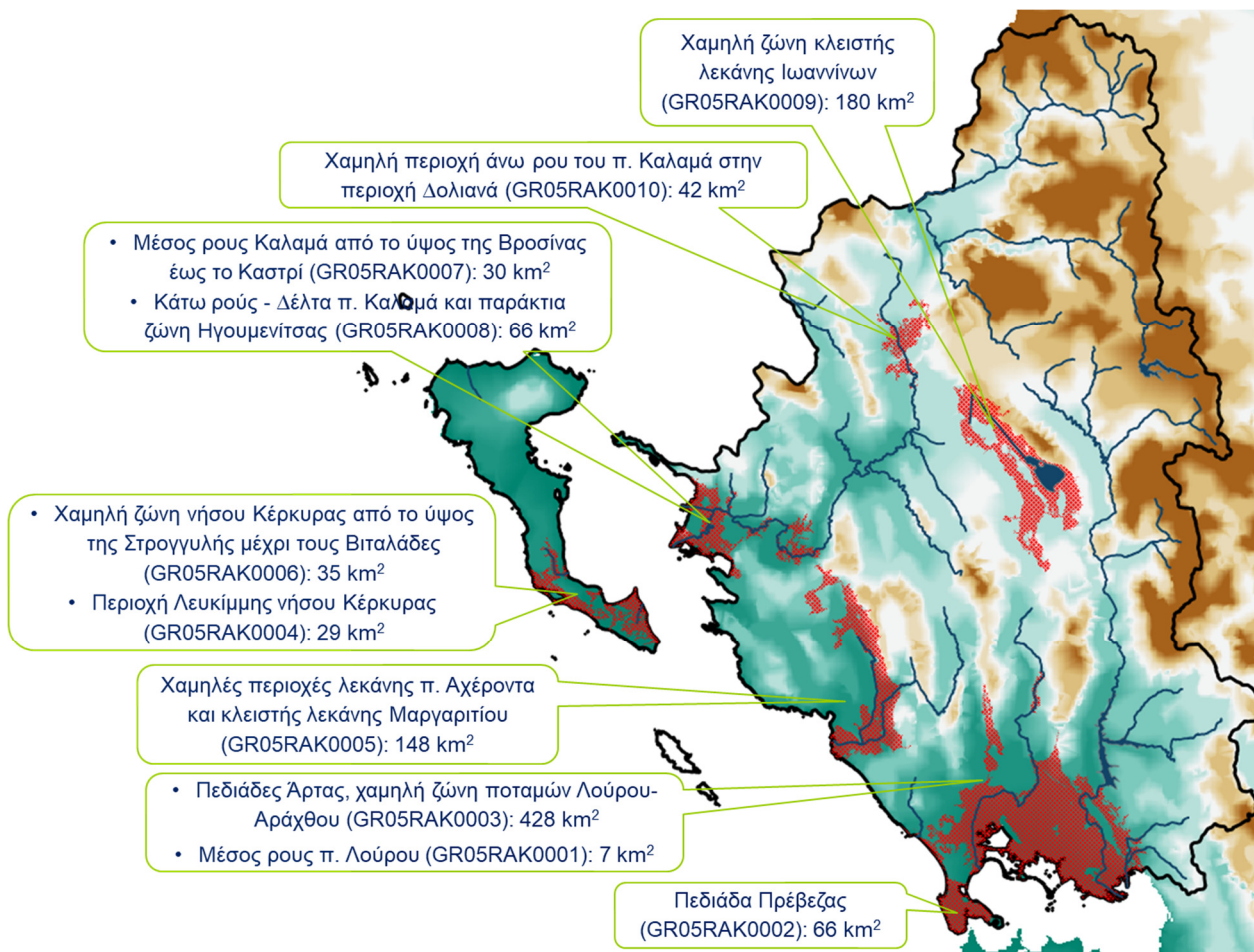 Χαμηλή ζώνη κλειστής
λεκάνης Ιωαννίνων
(GR05RAK0009): 180 km²
Χαμηλή περιοχή άνω ρου του π. Καλαμά στην
περιοχή Δολιανά (GR05RAK0010): 42 km²
• Μέσος ρους Καλαμά από το ύψος της Βροσίνας
έως το Καστρί (GR05RAK0007): 30 km²
• Κάτω ρούς - Δέλτα π. Καλαμά και παράκτια
ζώνη Ηγουμενίτσας (GR05RAK0008): 66 km²
• Χαμηλή ζώνη νήσου Κέρκυρας από το ύψος
της Στρογγυλής μέχρι τους Βιταλάδες
(GR05RAK0006): 35 km²
• Περιοχή Λευκίμμης νήσου Κέρκυρας
(GR05RAK0004): 29 km²
Χαμηλές περιοχές λεκάνης π. Αχέροντα
και κλειστής λεκάνης Μαργαριτίου
(GR05RAK0005): 148 km²
• Πεδιάδες Άρτας, χαμηλή ζώνη ποταμών Λούρου-
Αράχθου (GR05RAK0003): 428 km²
• Μέσος ρους π. Λούρου (GR05RAK0001): 7 km²
Πεδιάδα Πρέβεζας
(GR05RAK0002): 66 km²